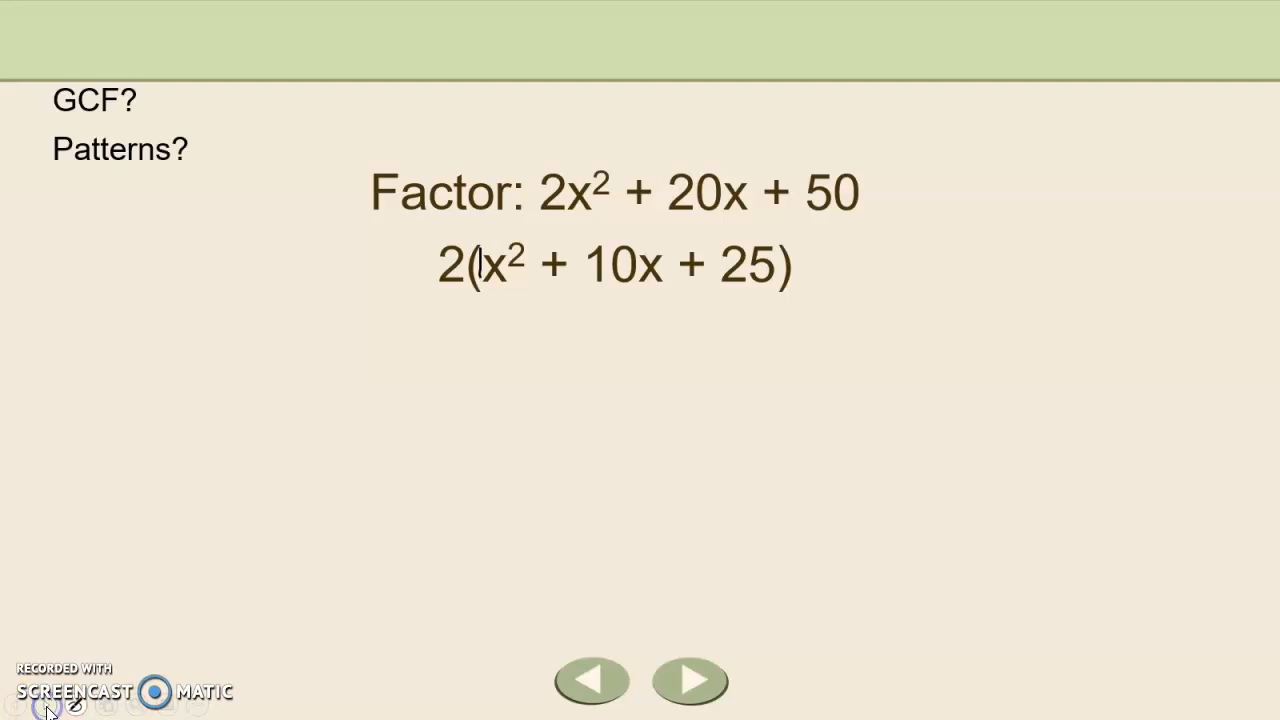 GCF?
Patterns?
Factor: 2x² + 20x + 50
2(x² + 10x + 25)
RECORDED WITH
SCREENCAST MATIC